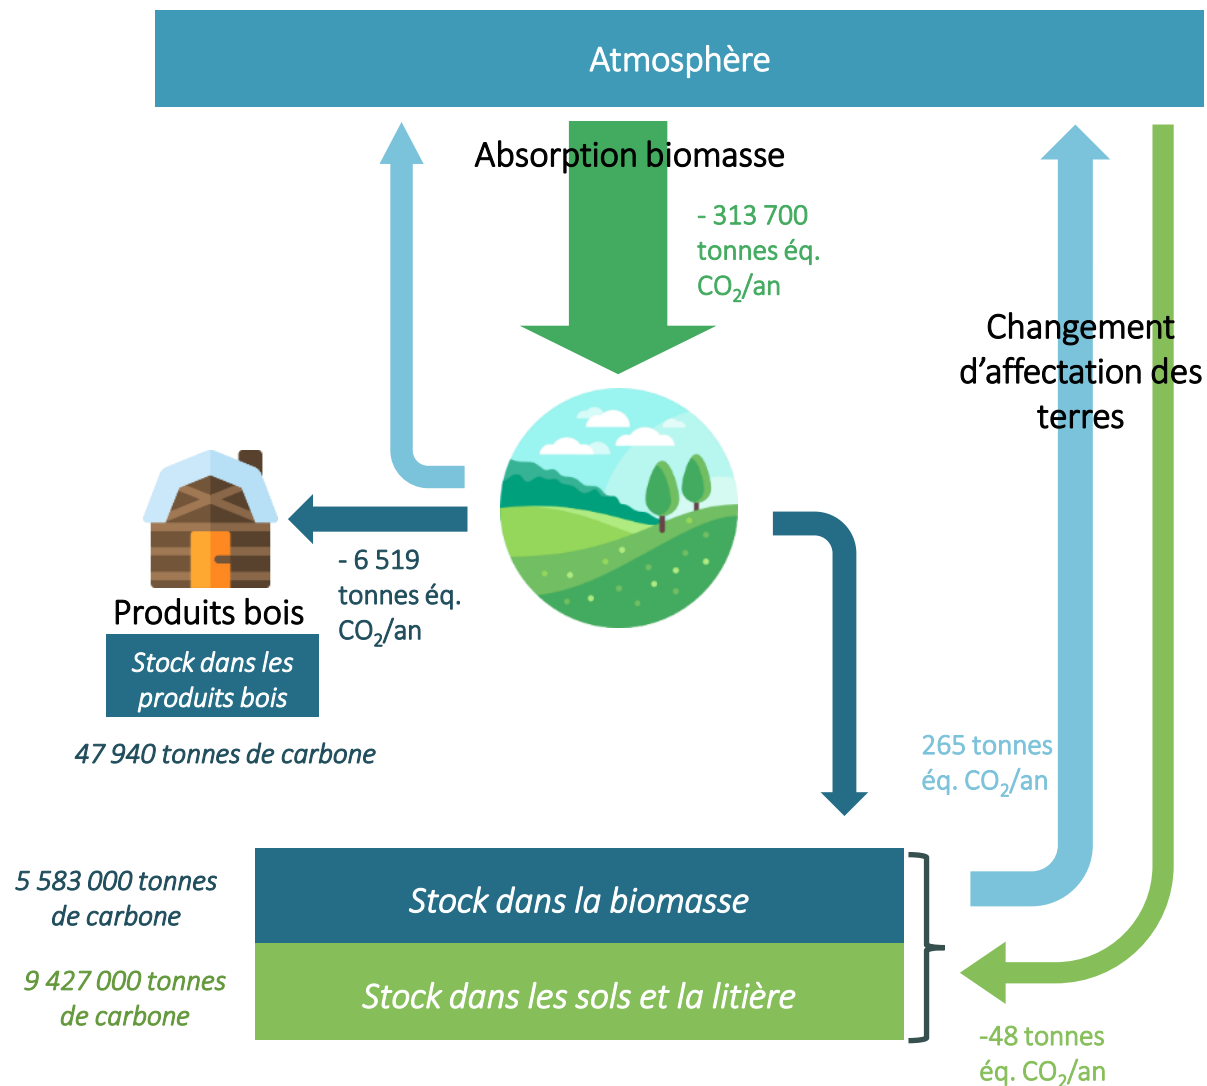 Atmosphère
Absorption biomasse
- 313 700
tonnes éq.
CO₂/an
Changement
d’affectation des
terres
- 6 519
tonnes éq.
CO₂/an
Produits bois
Stock dans les
produits bois
47 940 tonnes de carbone
265 tonnes
éq. CO₂/an
5 583 000 tonnes
de carbone
Stock dans la biomasse
9 427 000 tonnes
de carbone
Stock dans les sols et la litière
-48 tonnes
éq. CO₂/an